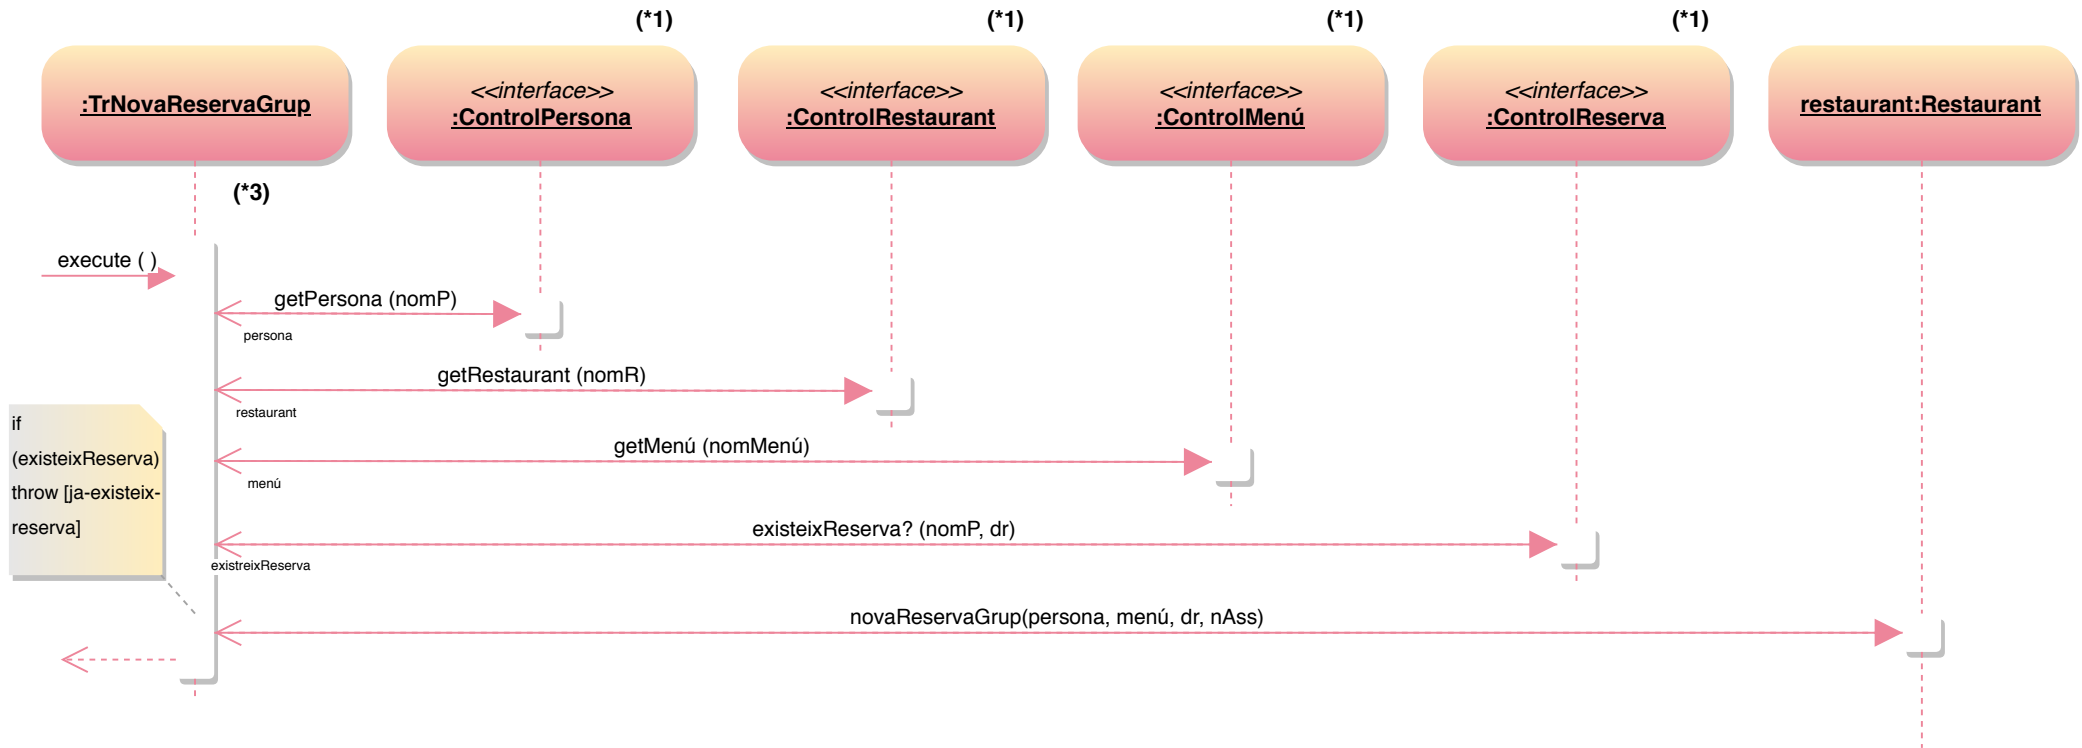 (*1)
(*1)
(*1)
(*1)
:TrNovaReservaGrup
<<interface>>
:ControlPersona
<<interface>>
:ControlRestaurant
<<interface>>
:ControlMenú
<<interface>>
:ControlReserva
restaurant:Restaurant
(*3)
execute ( )
getPersona (nomP)
persona
getRestaurant (nomR)
restaurant
getMenú (nomMenú)
menú
if
(existeixReserva)
throw [ja-existeix-
reserva]
existeixReserva? (nomP, dr)
existreixReserva
novaReservaGrup(persona, menú, dr, nAss)